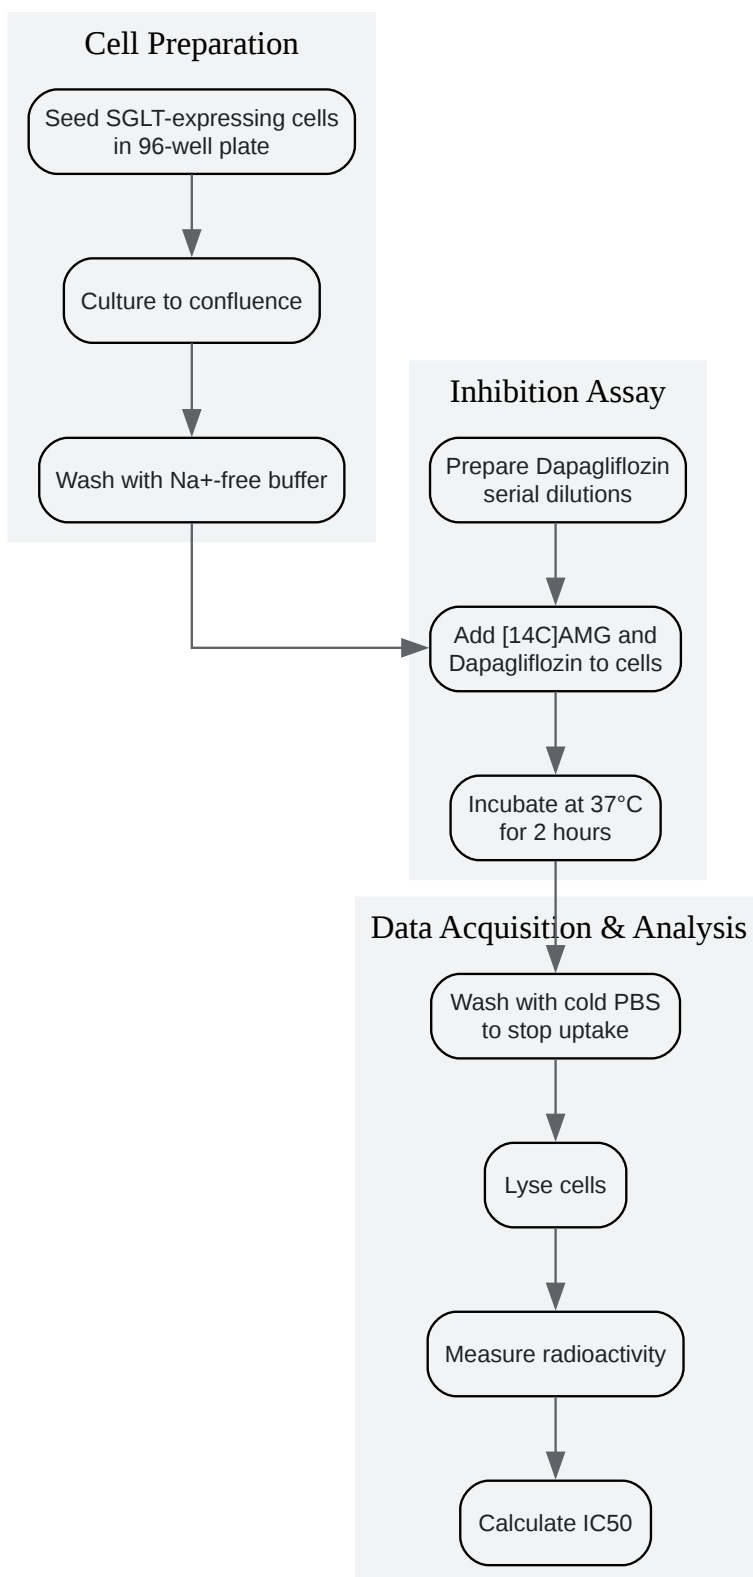 Cell Preparation
Seed SGLT-expressing cells
in 96-well plate
Culture to confluence
Wash with Na+-free buffer
Inhibition Assay
Prepare Dapagliflozin
serial dilutions
Add [14C]AMG and
Dapagliflozin to cells
Incubate at 37°C
for 2 hours
Data Acquisition & Analysis
Wash with cold PBS
to stop uptake
Lyse cells
Measure radioactivity
Calculate IC50